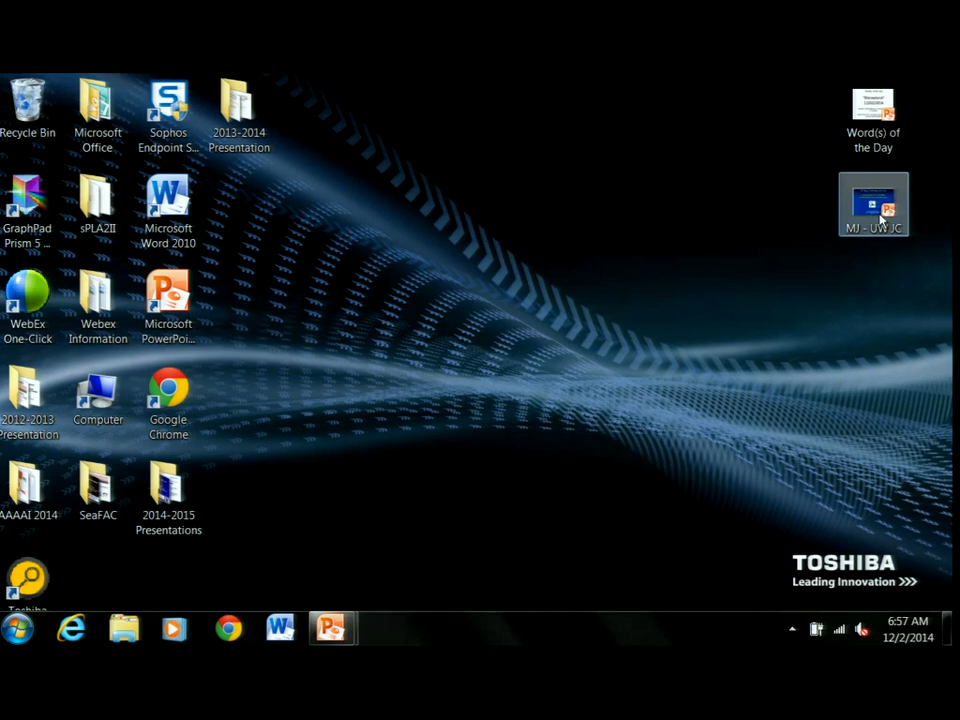 Recycle Bin
Microsoft
Office
Sophos
Endpoint S...
2013-2014
Presentation
Word(s) of
the Day
GraphPad
Prism 5 ...
sPLA2II
Microsoft
Word 2010
MJ - UW JC
WebEx
One-Click
Webex
Information
Microsoft
PowerPoi...
2012-2013
Presentation
Computer
Google
Chrome
AAAAI 2014
SeaFAC
2014-2015
Presentations
Toshiba
TOSHIBA
Leading Innovation >>>
6:57 AM
12/2/2014